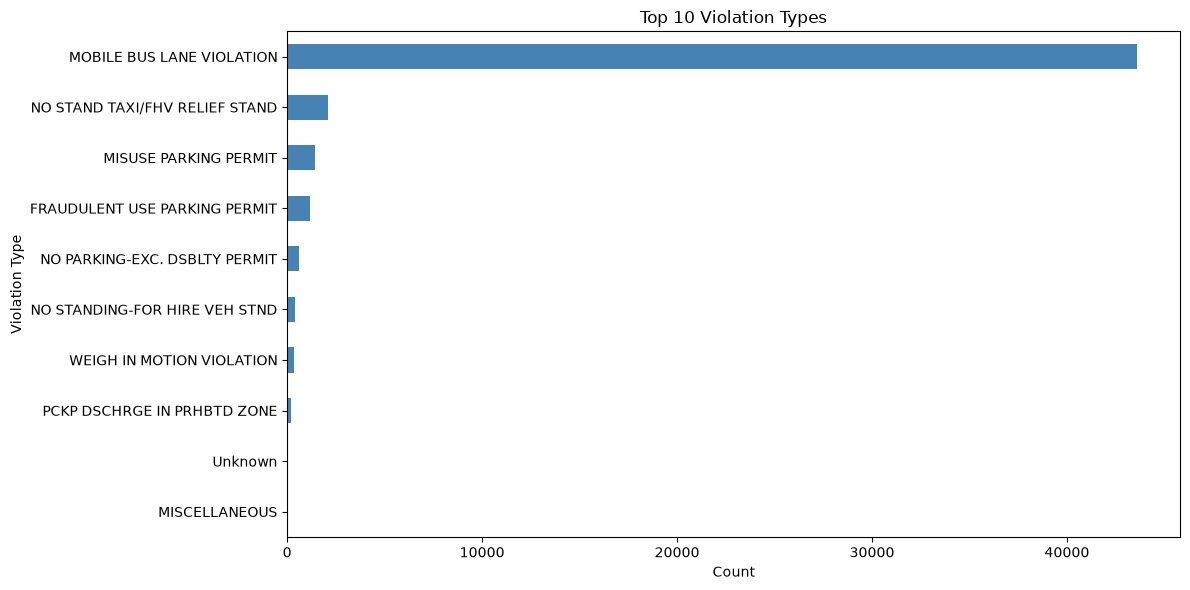 Top 10 Violation Types
MOBILE BUS LANE VIOLATION
NO STAND TAXI/FHV RELIEF STAND
MISUSE PARKING PERMIT
FRAUDULENT USE PARKING PERMIT
NO PARKING-EXC. DSBLTY PERMIT
NO STANDING-FOR HIRE VEH STND
WEIGH IN MOTION VIOLATION
PCKP DSCHRGE IN PRHBTD ZONE
Unknown
MISCELLANEOUS
Violation Type
0 10000 20000 30000 40000
Count